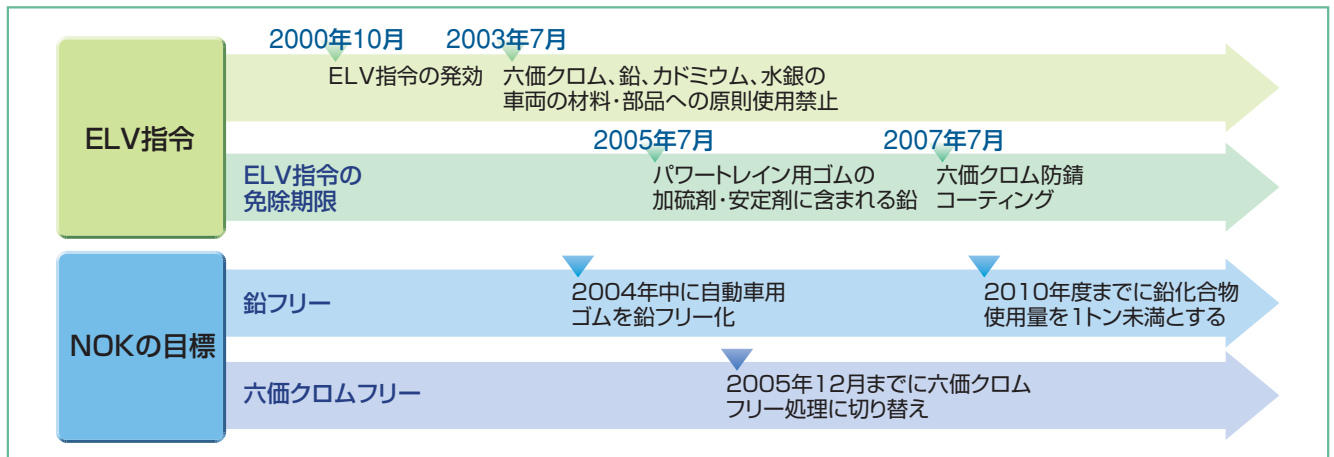 ELV指令
2000年10月
ELV指令の発効
2003年7月
六価クロム、鉛、カドミウム、水銀の
車両の材料・部品への原則使用禁止
ELV指令の
免除期限
2005年7月
パワートレイン用ゴムの
加硫剤・安定剤に含まれる鉛
2007年7月
六価クロム防錆
コーティング
NOKの目標
鉛フリー
2004年中に自動車用
ゴムを鉛フリー化
2010年度までに鉛化合物
使用量を1トン未満とする
六価クロムフリー
2005年12月までに六価クロム
フリー処理に切り替え